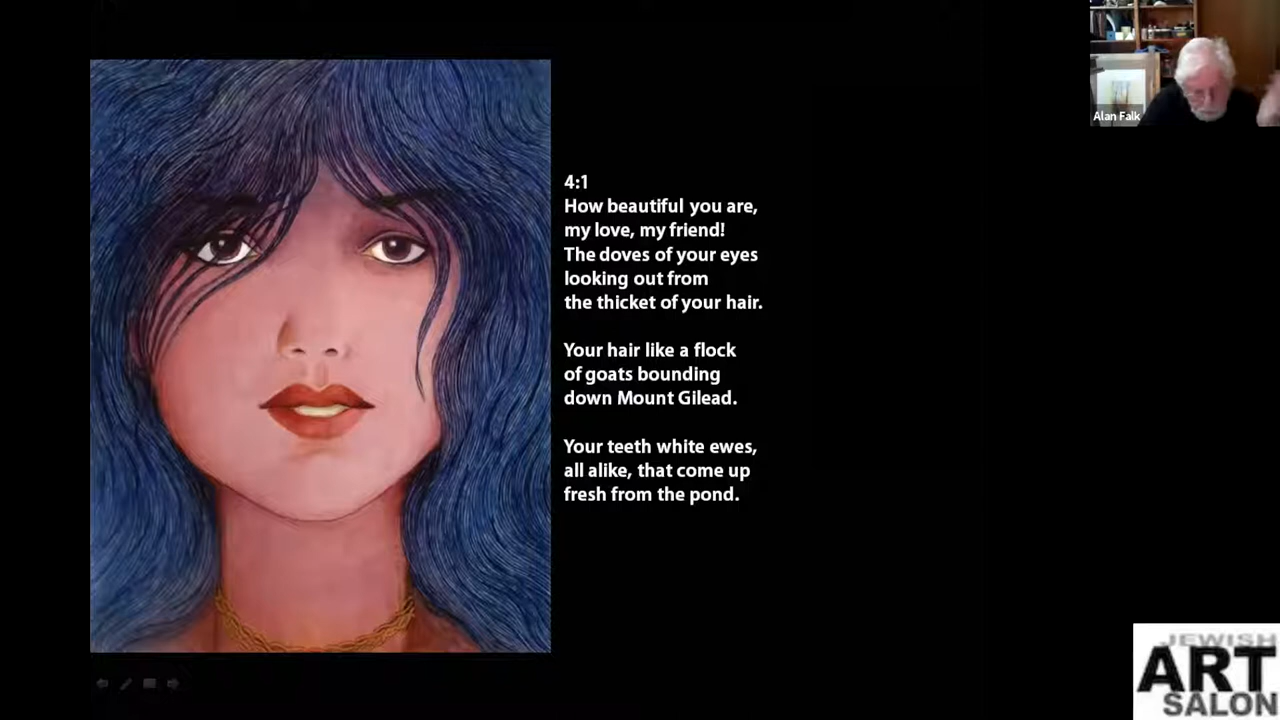 Alan Falk
4:1
How beautiful you are,
my love, my friend!
The doves of your eyes
looking out from
the thicket of your hair.
Your hair like a flock
of goats bounding
down Mount Gilead.
Your teeth white ewes,
all alike, that come up
fresh from the pond.
JEWISH
ART
SALON